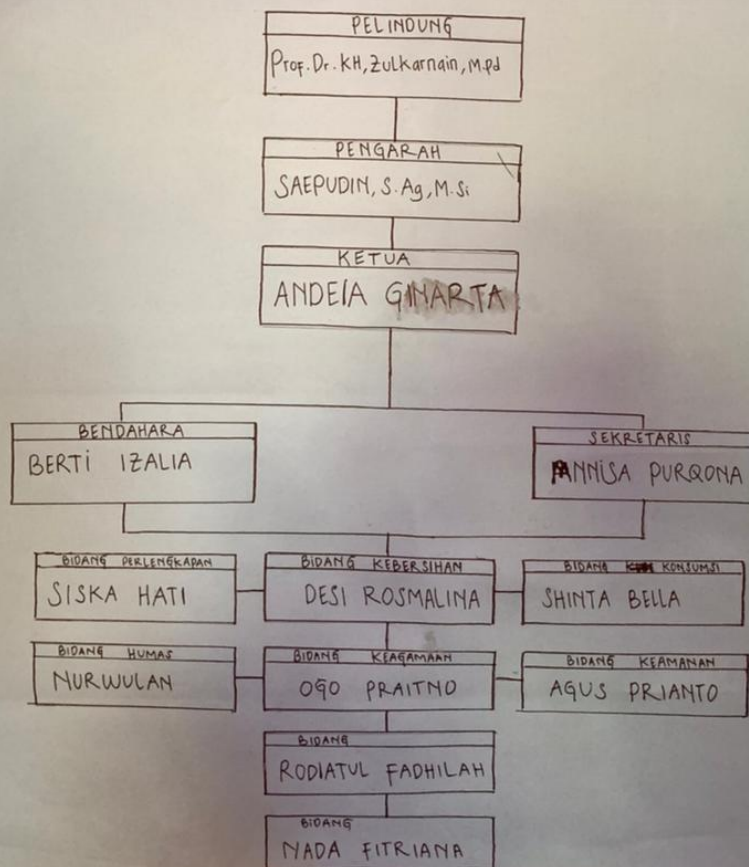 PELINDUNG
Prof. Dr. KH, Zulkarnain, M.pd
PENGARAH
SAEPUDIN, S.Ag, M.Si
KETUA
ANDEIA GINARTA
BENDAHARA
BERTI IZALIA
SEKRETARIS
ANNISA PURQONA
BIDANG PERLENGKAPAN
SISKA HATI
BIDANG KEBERSIHAN
DESI ROSMALINA
BIDANG KONSUMSI
SHINTA BELLA
BIDANG HUMAS
NURWULAN
BIDANG KEAGAMAAN
OGO PRAITNO
BIDANG KEAMANAN
AGUS PRIANTO
BIDANG
RODIATUL FADHILAH
BIDANG
NADA FITRIANA